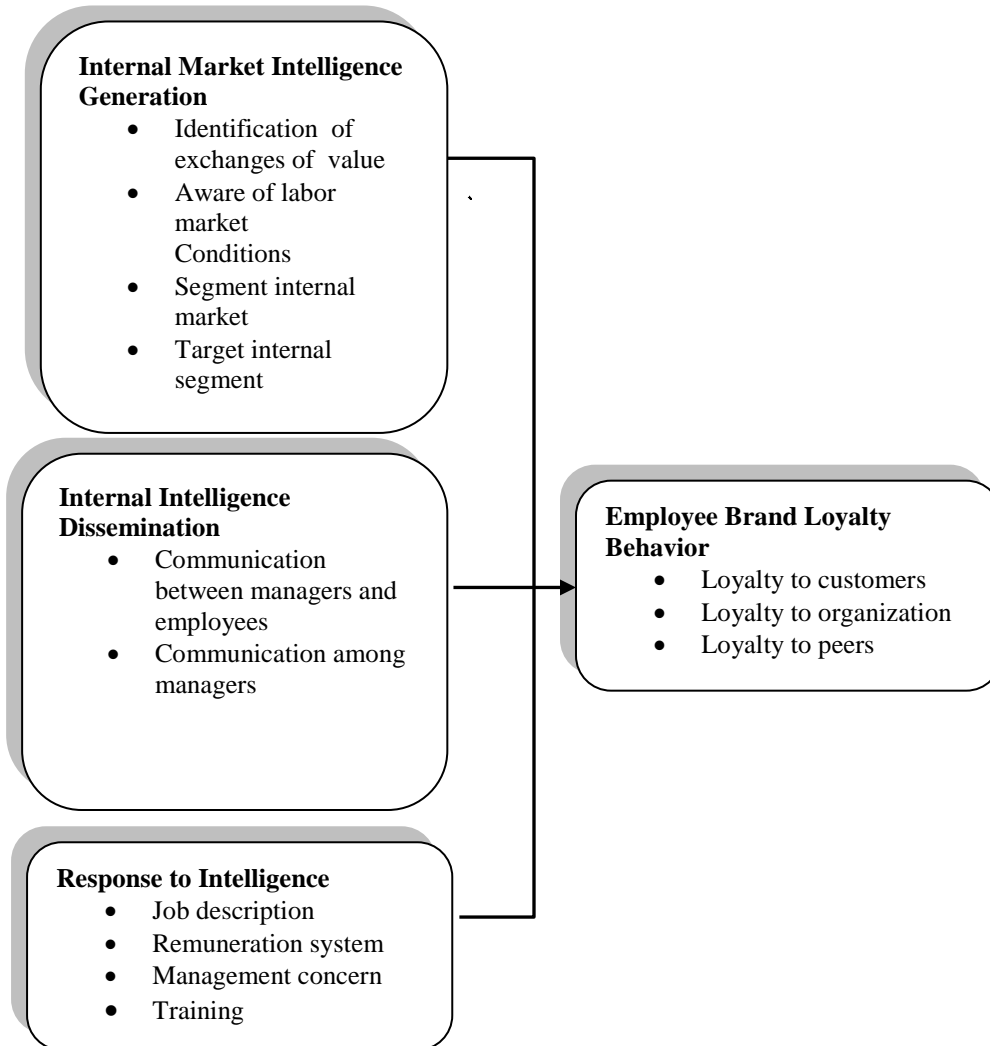 Internal Market Intelligence
Generation
• Identification of
exchanges of value
• Aware of labor
market
Conditions
• Segment internal
market
• Target internal
segment
Internal Intelligence
Dissemination
• Communication
between managers and
employees
• Communication among
managers
Response to Intelligence
• Job description
• Remuneration system
• Management concern
• Training
Employee Brand Loyalty
Behavior
• Loyalty to customers
• Loyalty to organization
• Loyalty to peers